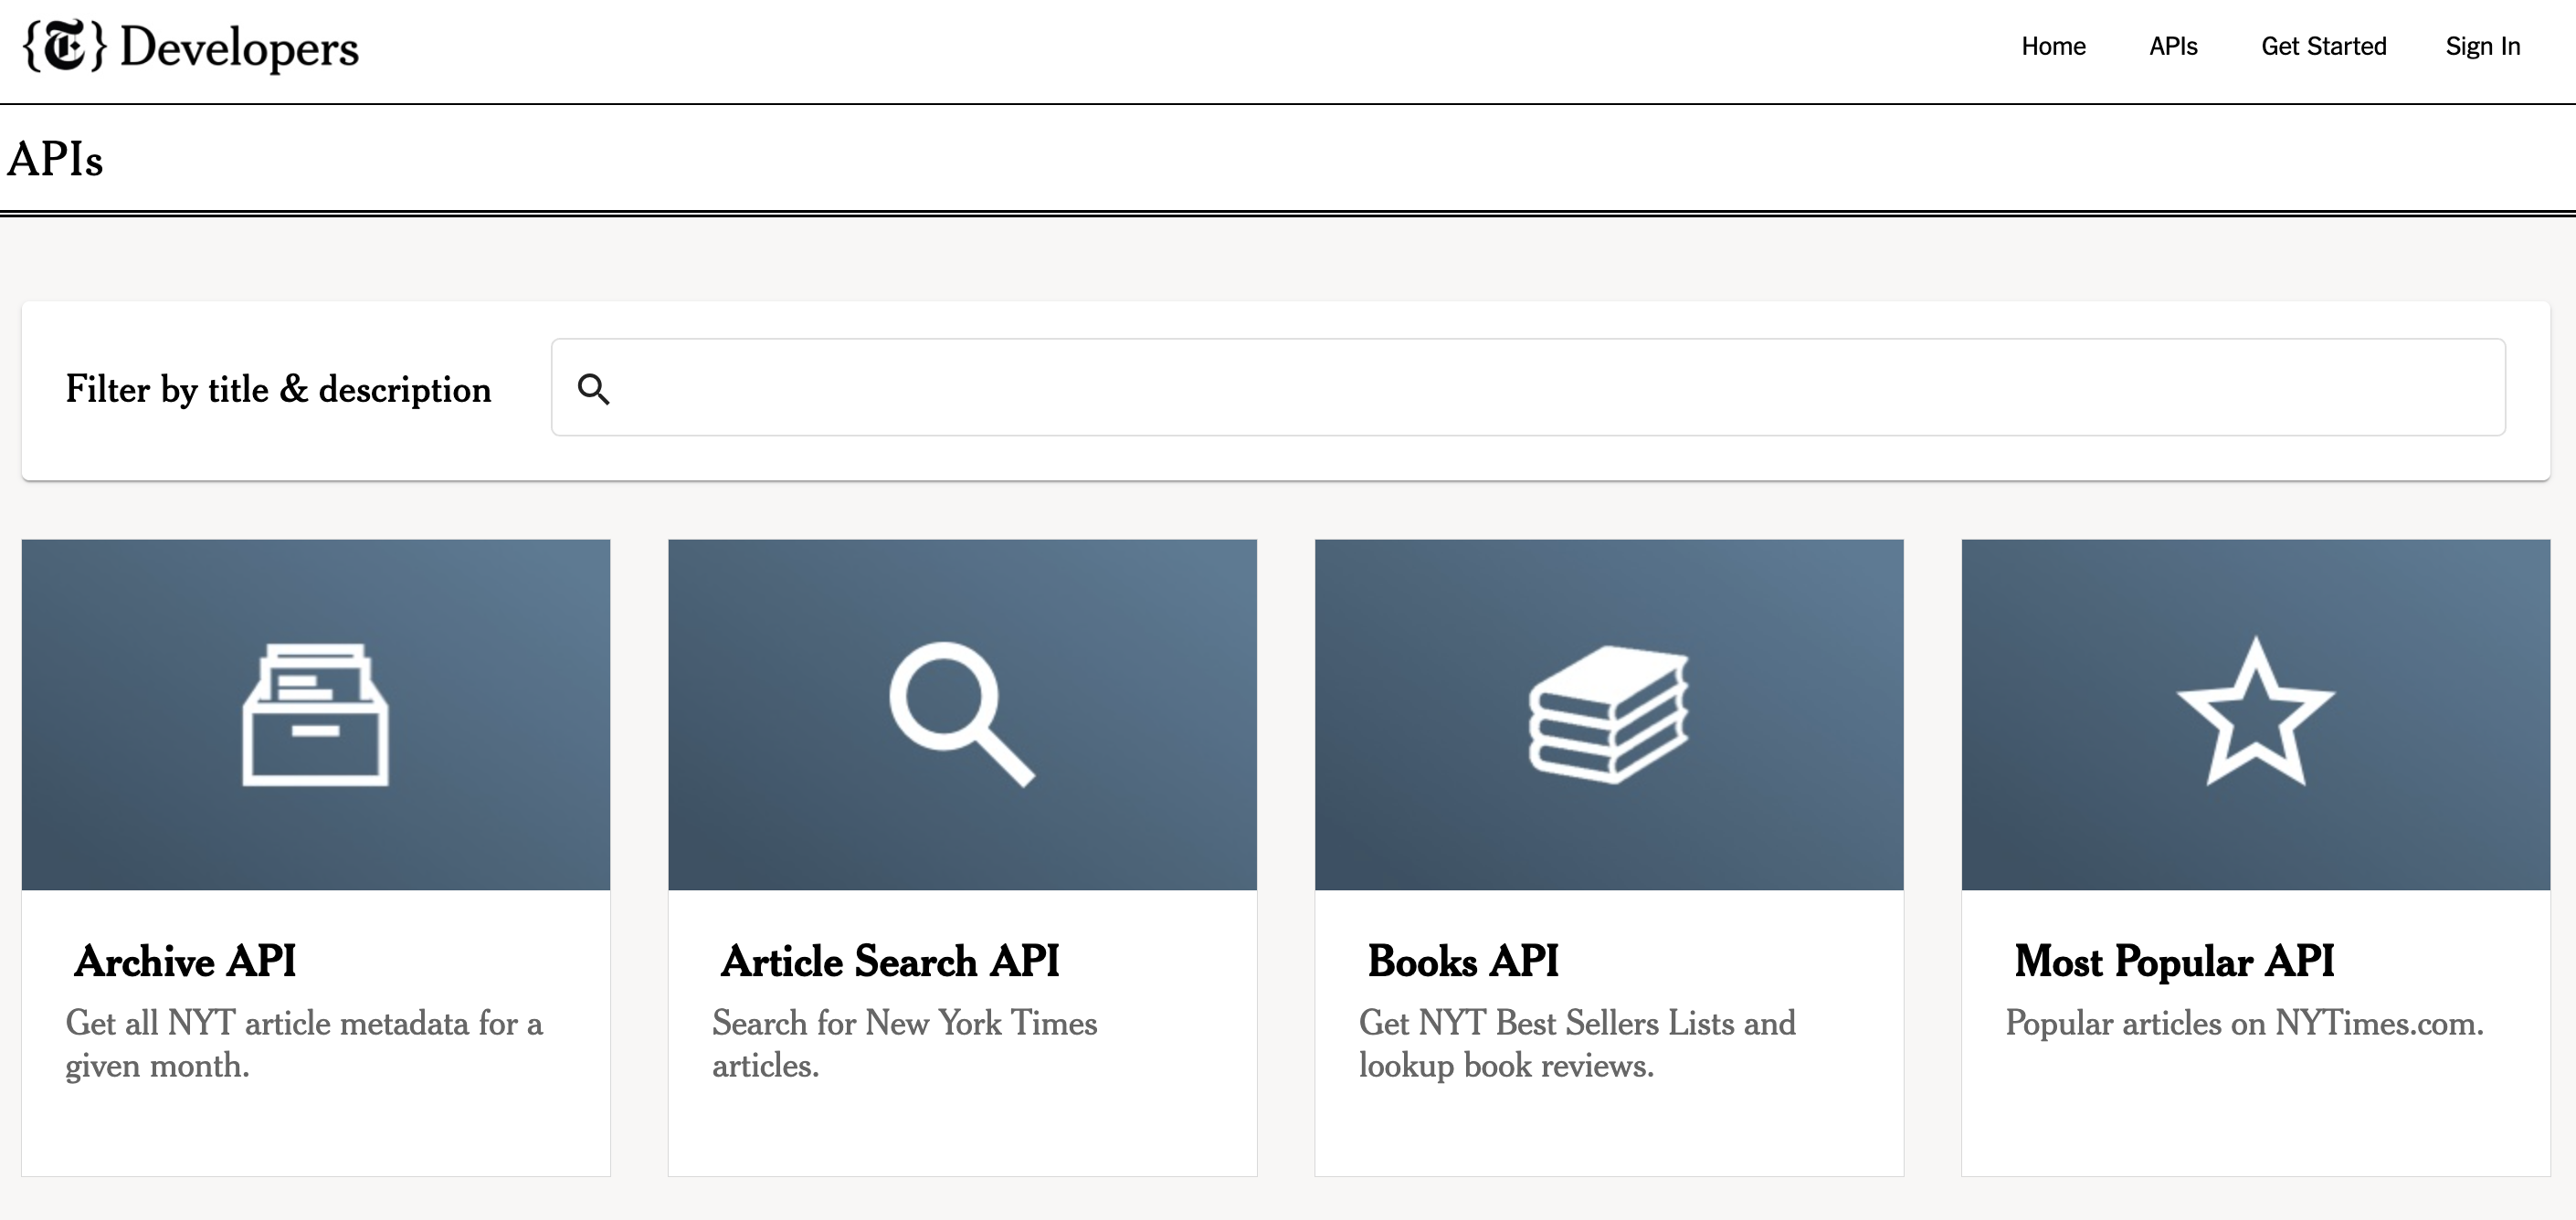 {T} Developers
Home APIs Get Started Sign In
APIs
Filter by title & description
Archive API
Get all NYT article metadata for a
given month.
Article Search API
Search for New York Times
articles.
Books API
Get NYT Best Sellers Lists and
lookup book reviews.
Most Popular API
Popular articles on NYTimes.com.